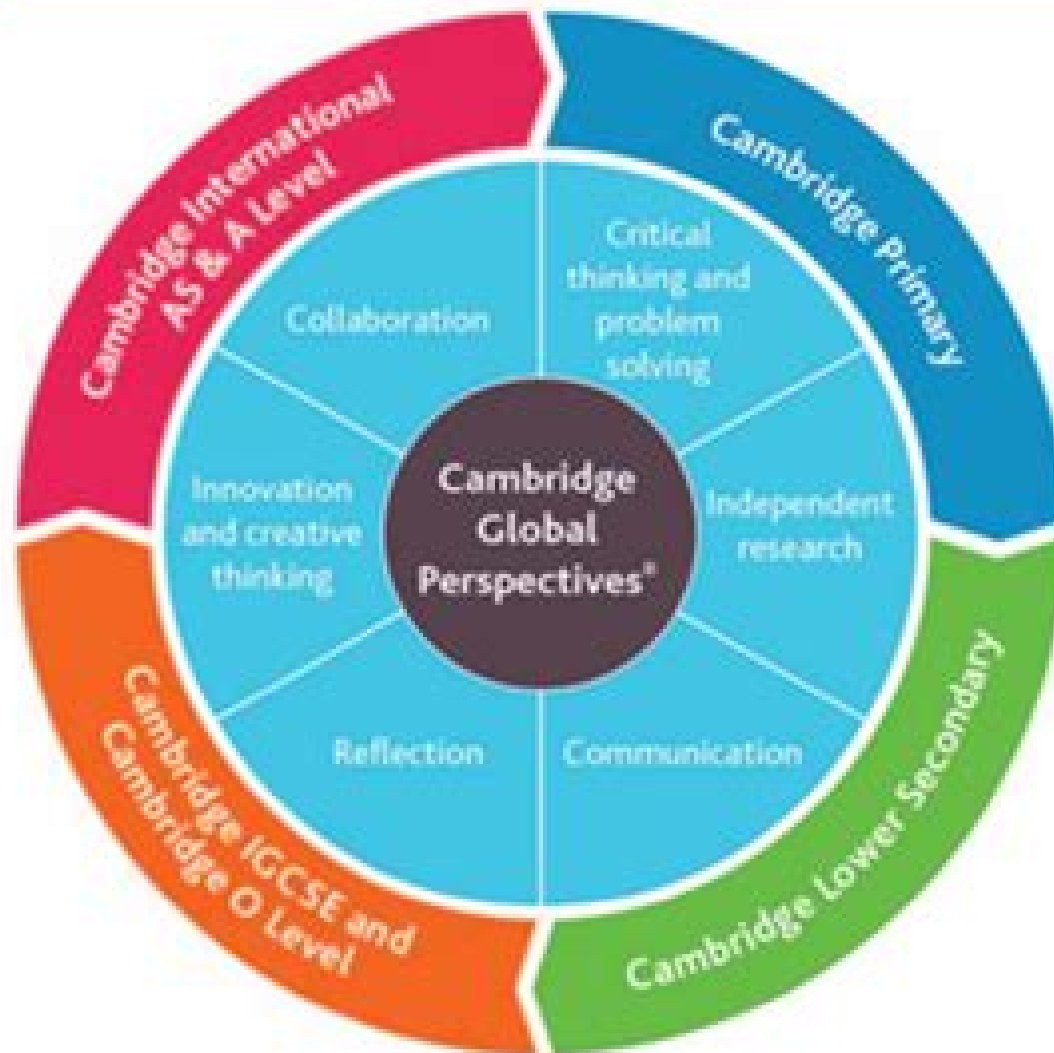 Cambridge International
AS & A Level
Cambridge Primary
Collaboration
Critical
thinking and
problem
solving
Innovation
and creative
thinking
Cambridge
Global
Perspectives®
Independent
research
Reflection
Communication
Cambridge IGCSE and
Cambridge O Level
Cambridge Lower Secondary